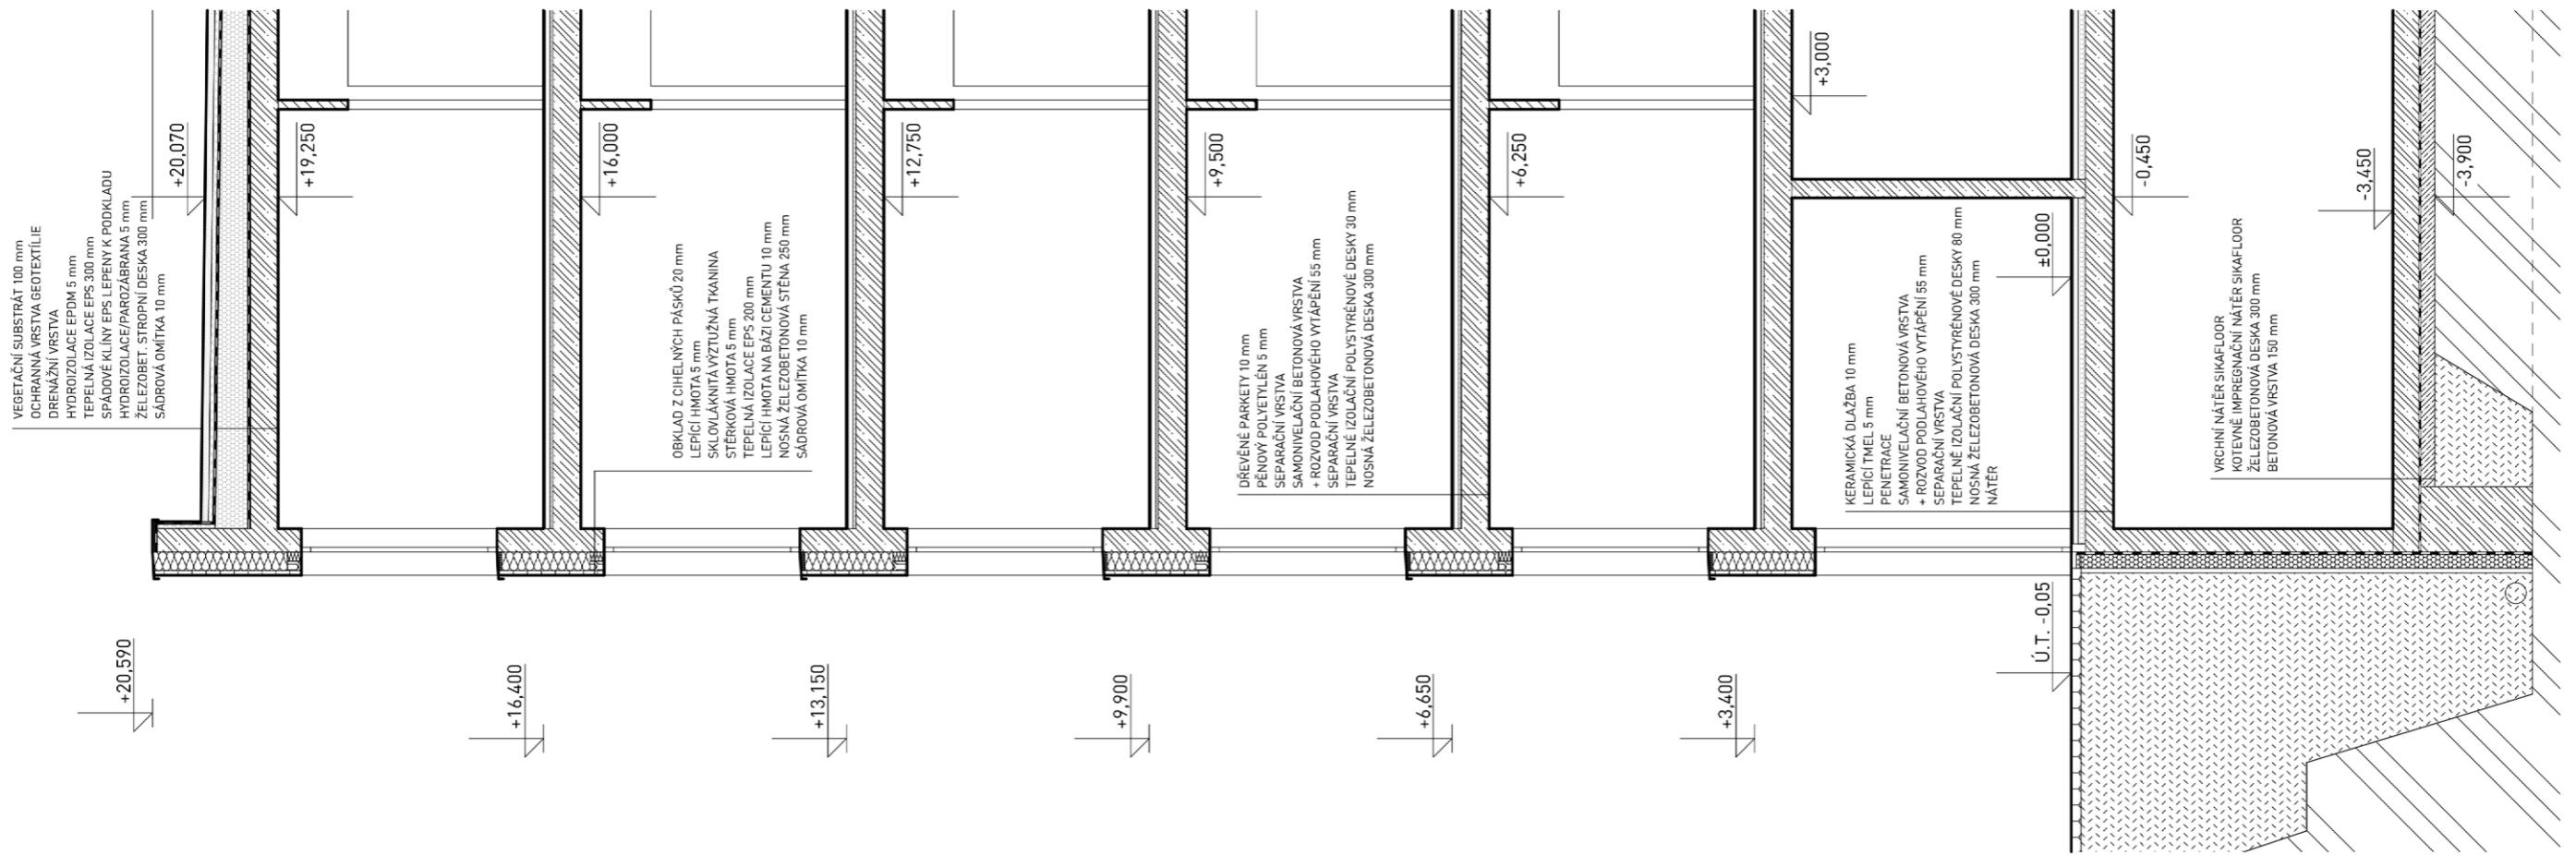 VEGETAČNÍ SUBSTRÁT 100 mm
OCHRANNÁ VRSTVA GEOTEXTÍLIE
DRENÁŽNÍ VRSTVA
HYDROIZOLACE EPDM 5 mm
TEPELNÁ IZOLACE EPS 300 mm
SPÁDOVÉ KLÍNY EPS LEPENY K PODKLADU
HYDROIZOLACE/PAROZÁBRANA 5 mm
ŽELEZOBET. STROPNÍ DESKA 300 mm
SÁDROVÁ OMÍTKA 10 mm
+20,070
+19,250
+16,000
+12,750
+9,500
+6,250
+3,000
±0,000
-0,450
-3,450
-3,900
OBKLAD Z CIHELNÝCH PÁSKŮ 20 mm
LEPÍCÍ HMOTA 5 mm
SKLOVLÁKNITÁ VÝZTUŽNÁ TKANINA
STĚRKOVÁ HMOTA 5 mm
TEPELNÁ IZOLACE EPS 200 mm
LEPÍCÍ HMOTA NA BÁZI CEMENTU 10 mm
NOSNÁ ŽELEZOBETONOVÁ STĚNA 250 mm
SÁDROVÁ OMÍTKA 10 mm
DŘEVĚNÉ PARKETY 10 mm
PĚNOVÝ POLYETYLÉN 5 mm
SEPARAČNÍ VRSTVA
SAMONIVELAČNÍ BETONOVÁ VRSTVA
+ ROZVOD PODLAHOVÉHO VYTÁPĚNÍ 55 mm
SEPARAČNÍ VRSTVA
TEPELNĚ IZOLAČNÍ POLYSTYRÉNOVÉ DESKY 30 mm
NOSNÁ ŽELEZOBETONOVÁ DESKA 300 mm
KERAMICKÁ DLAŽBA 10 mm
LEPÍCÍ TMEL 5 mm
PENETRACE
SAMONIVELAČNÍ BETONOVÁ VRSTVA
+ ROZVOD PODLAHOVÉHO VYTÁPĚNÍ 55 mm
SEPARAČNÍ VRSTVA
TEPELNĚ IZOLAČNÍ POLYSTYRÉNOVÉ DESKY 80 mm
NOSNÁ ŽELEZOBETONOVÁ DESKA 300 mm
NÁTĚR
VRCHNÍ NÁTĚR SIKAFLOOR
KOTEVNĚ IMPREGNAČNÍ NÁTĚR SIKAFLOOR
ŽELEZOBETONOVÁ DESKA 300 mm
BETONOVÁ VRSTVA 150 mm
+20,590
+16,400
+13,150
+9,900
+6,650
+3,400
Ú.T. -0,05